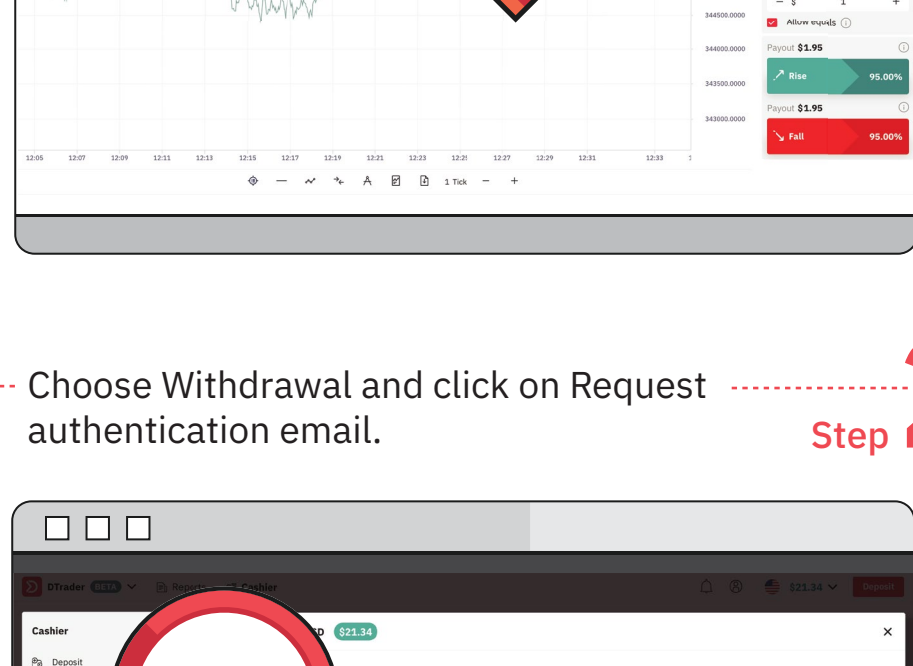 344500.0000
$ 1
Allow equals
344000.0000
Payout $1.95
Rise 95.00%
343500.0000
Payout $1.95
343000.0000
Fall 95.00%
12:05 12:07 12:09 12:11 12:13 12:15 12:17 12:19 12:21 12:23 12:27 12:29 12:31 12:33
1 Tick
Choose Withdrawal and click on Request
authentication email.
Step
DTrader BETA Reports Cashier $21.34 Deposit
Cashier
$21.34
Deposit